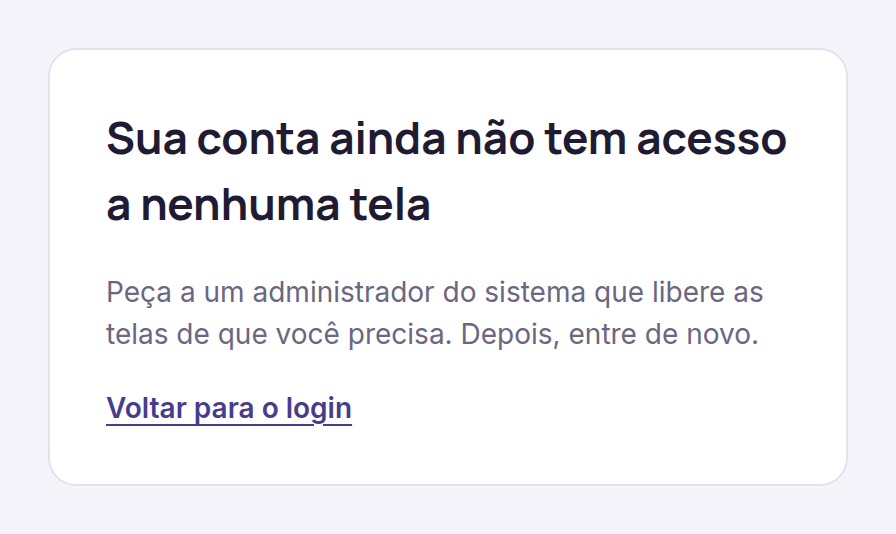 Sua conta ainda não tem acesso
a nenhuma tela
Peça a um administrador do sistema que libere as
telas de que você precisa. Depois, entre de novo.
Voltar para o login